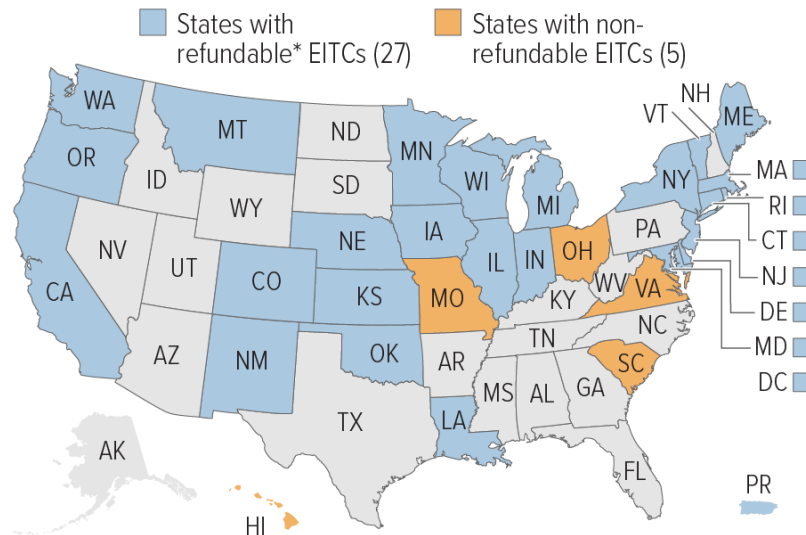 States with
refundable* EITCs (27)
States with non-
refundable EITCs (5)
WA
MT
ND
MN
VT
NH
ME
OR
ID
SD
WI
MI
NY
MA
WY
RI
NV
UT
NE
IA
PA
CT
CA
CO
KS
MO
IL
IN
OH
WV
VA
NJ
KY
DE
AZ
NM
OK
AR
TN
NC
MD
SC
DC
TX
LA
MS
AL
GA
AK
FL
HI
PR